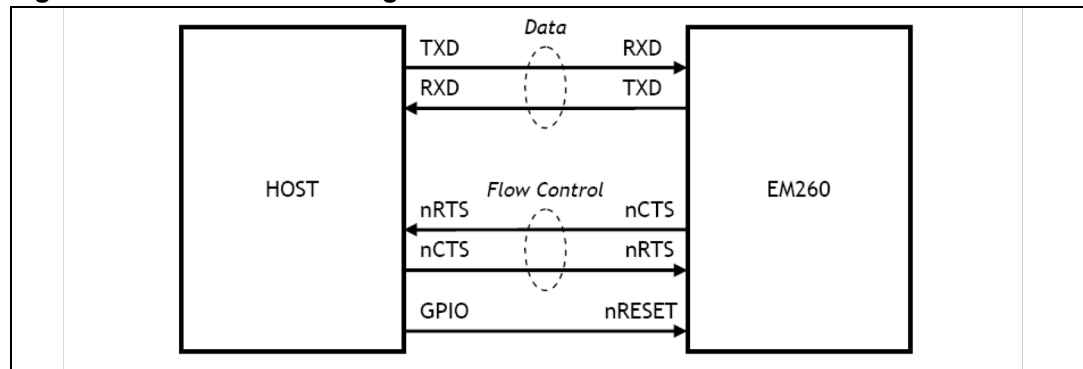 Data
TXD RXD
RXD TXD
HOST EM260
Flow Control
nRTS nCTS
nCTS nRTS
GPIO nRESET